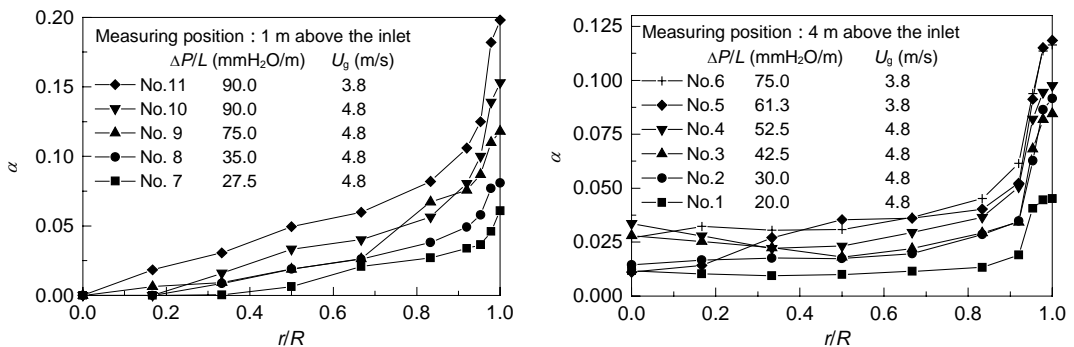 Measuring position : 1 m above the inlet
ΔP/L (mmH₂O/m) Ug (m/s)
No.11 90.0 3.8
No.10 90.0 4.8
No. 9 75.0 4.8
No. 8 35.0 4.8
No. 7 27.5 4.8
0.20
0.15
0.10
0.05
0.00
α
0.0 0.2 0.4 0.6 0.8 1.0
r/R
Measuring position : 4 m above the inlet
ΔP/L (mmH₂O/m) Ug (m/s)
No.6 75.0 3.8
No.5 61.3 3.8
No.4 52.5 4.8
No.3 42.5 4.8
No.2 30.0 4.8
No.1 20.0 4.8
0.125
0.100
0.075
0.050
0.025
0.000
α
0.0 0.2 0.4 0.6 0.8 1.0
r/R